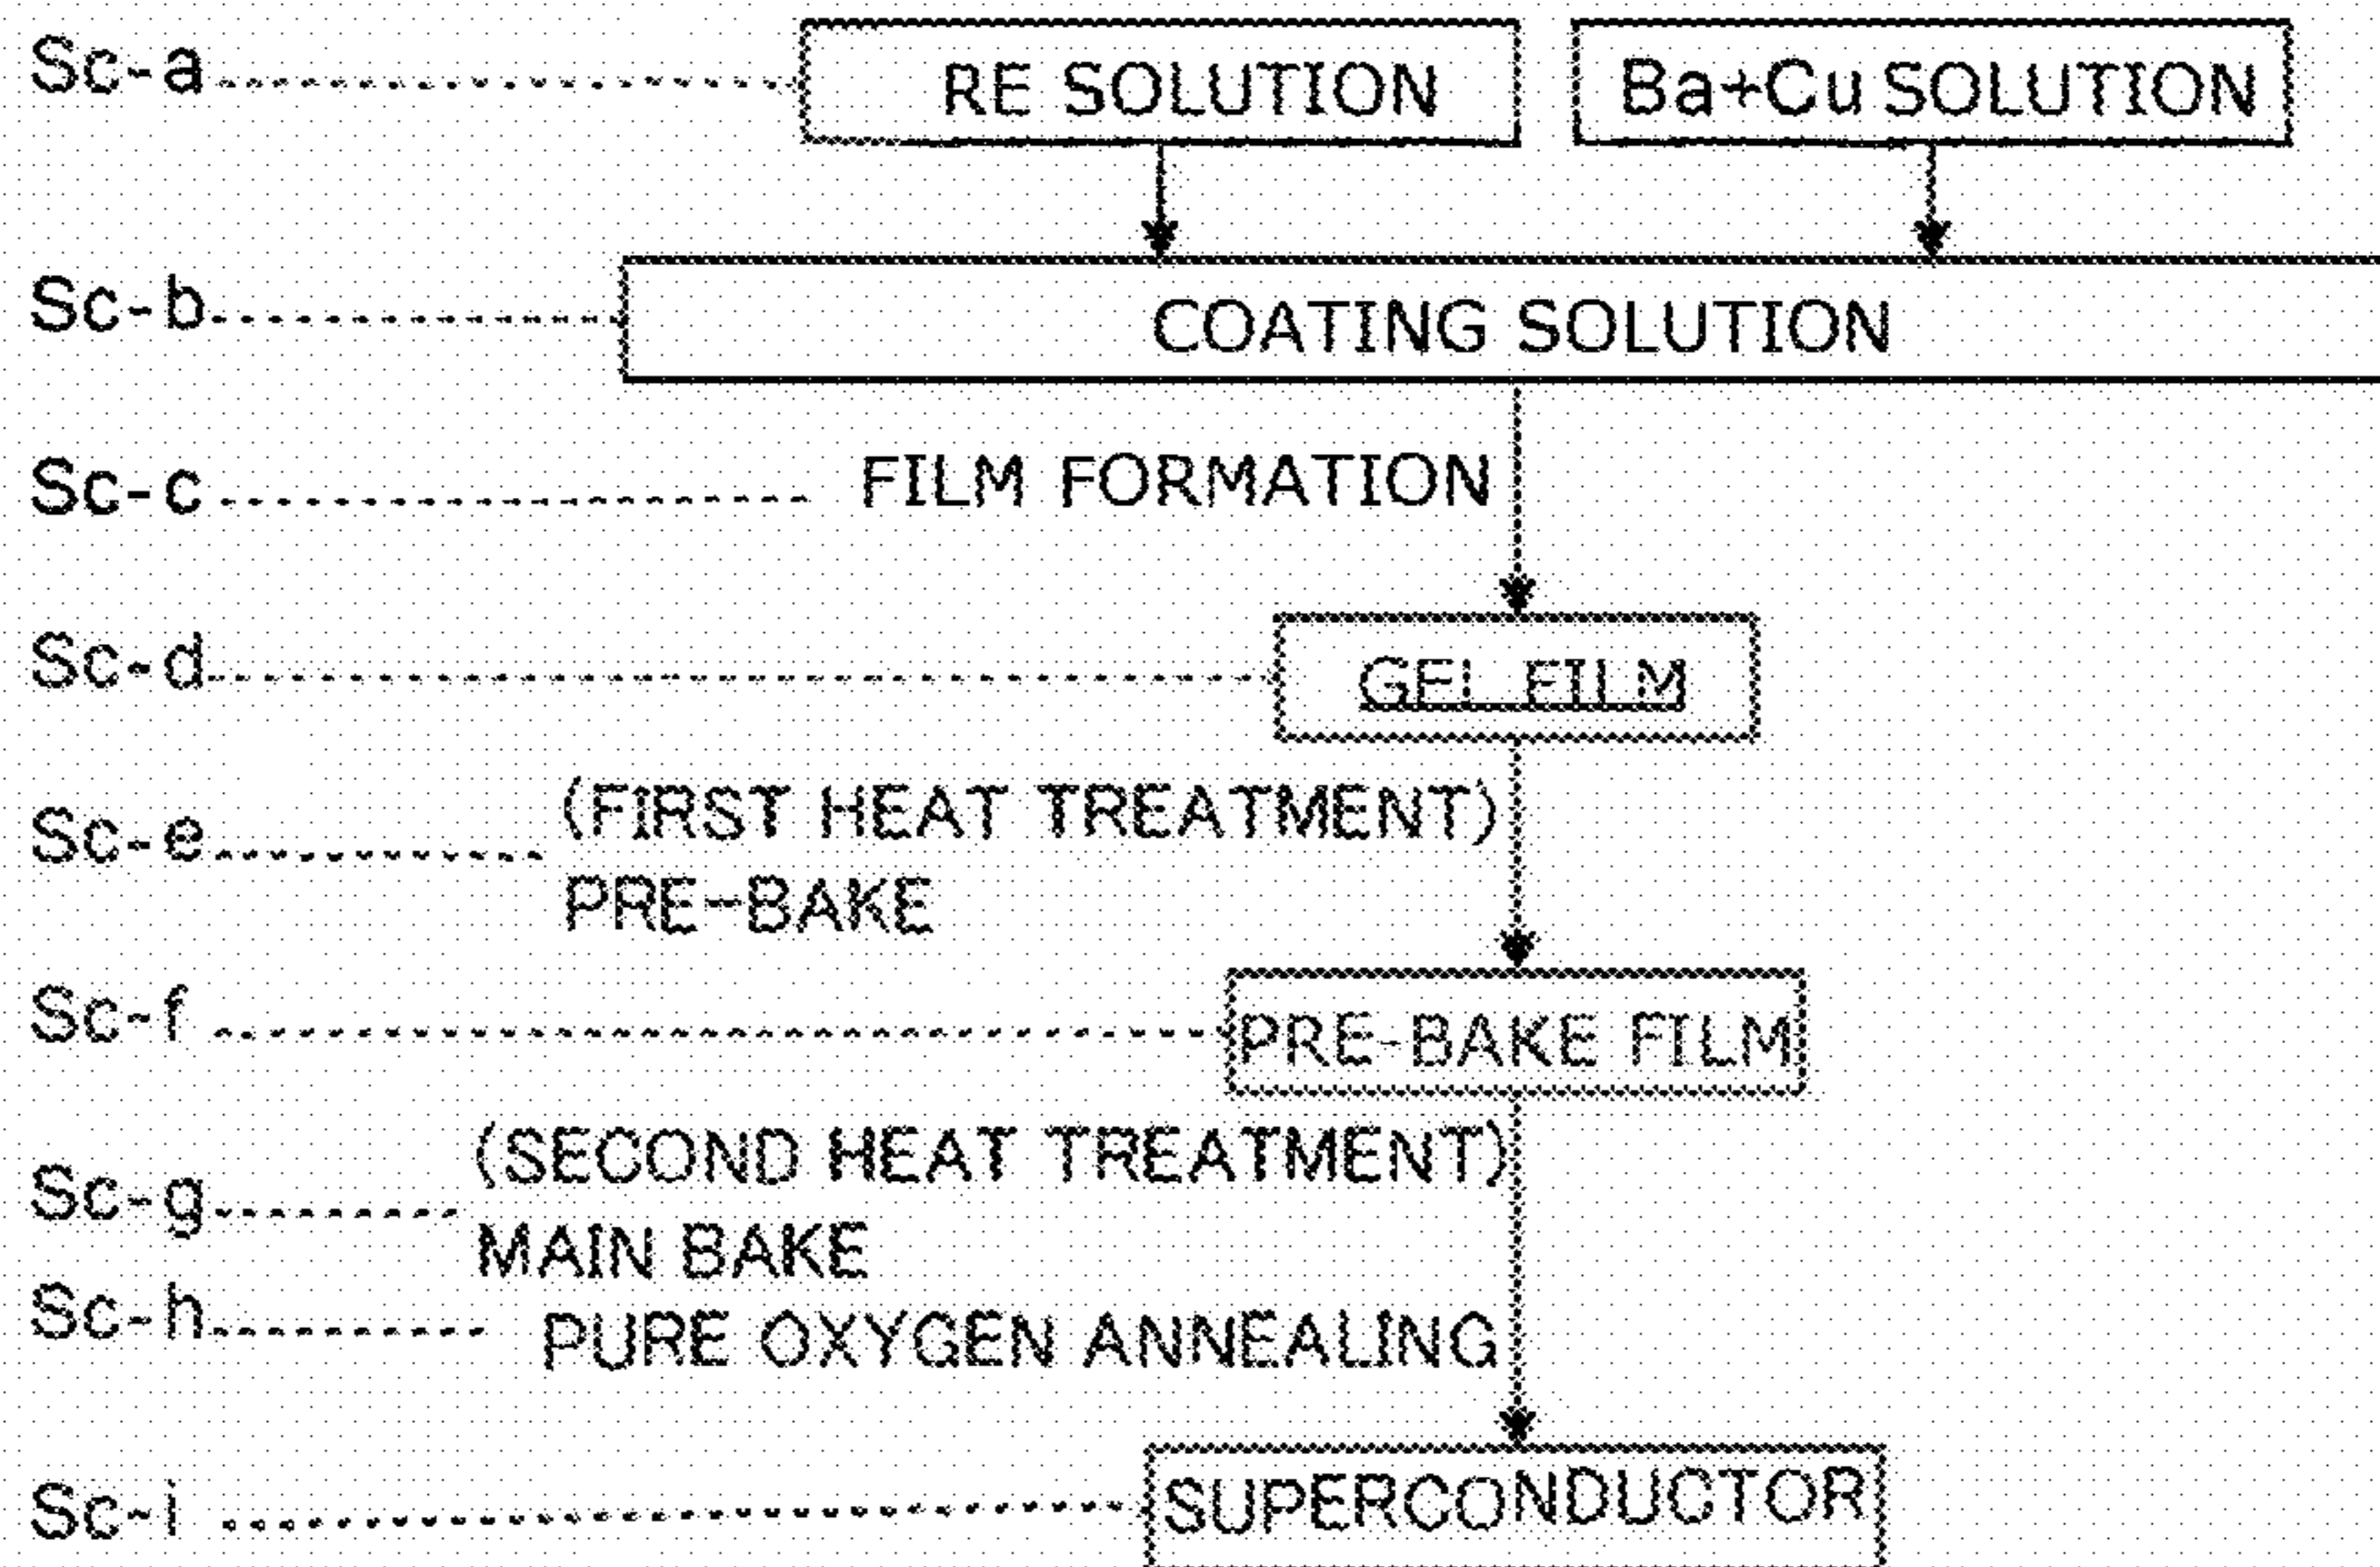 Sc-a RE SOLUTION Ba+Cu SOLUTION
Sc-b COATING SOLUTION
Sc-c FILM FORMATION
Sc-d GEL FILM
(FIRST HEAT TREATMENT)
Sc-e
PRE-BAKE
Sc-f PRE-BAKE FILM
(SECOND HEAT TREATMENT)
Sc-g
MAIN BAKE
Sc-h PURE OXYGEN ANNEALING
Sc-i SUPERCONDUCTOR